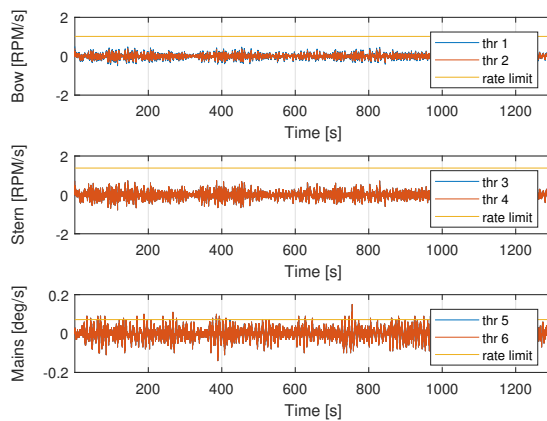 2
0
-2
Bow [RPM/s]
thr 1
thr 2
rate limit
200 400 600 800 1000 1200
Time [s]
2
0
-2
Stern [RPM/s]
thr 3
thr 4
rate limit
200 400 600 800 1000 1200
Time [s]
0.2
0
-0.2
Mains [deg/s]
thr 5
thr 6
rate limit
200 400 600 800 1000 1200
Time [s]